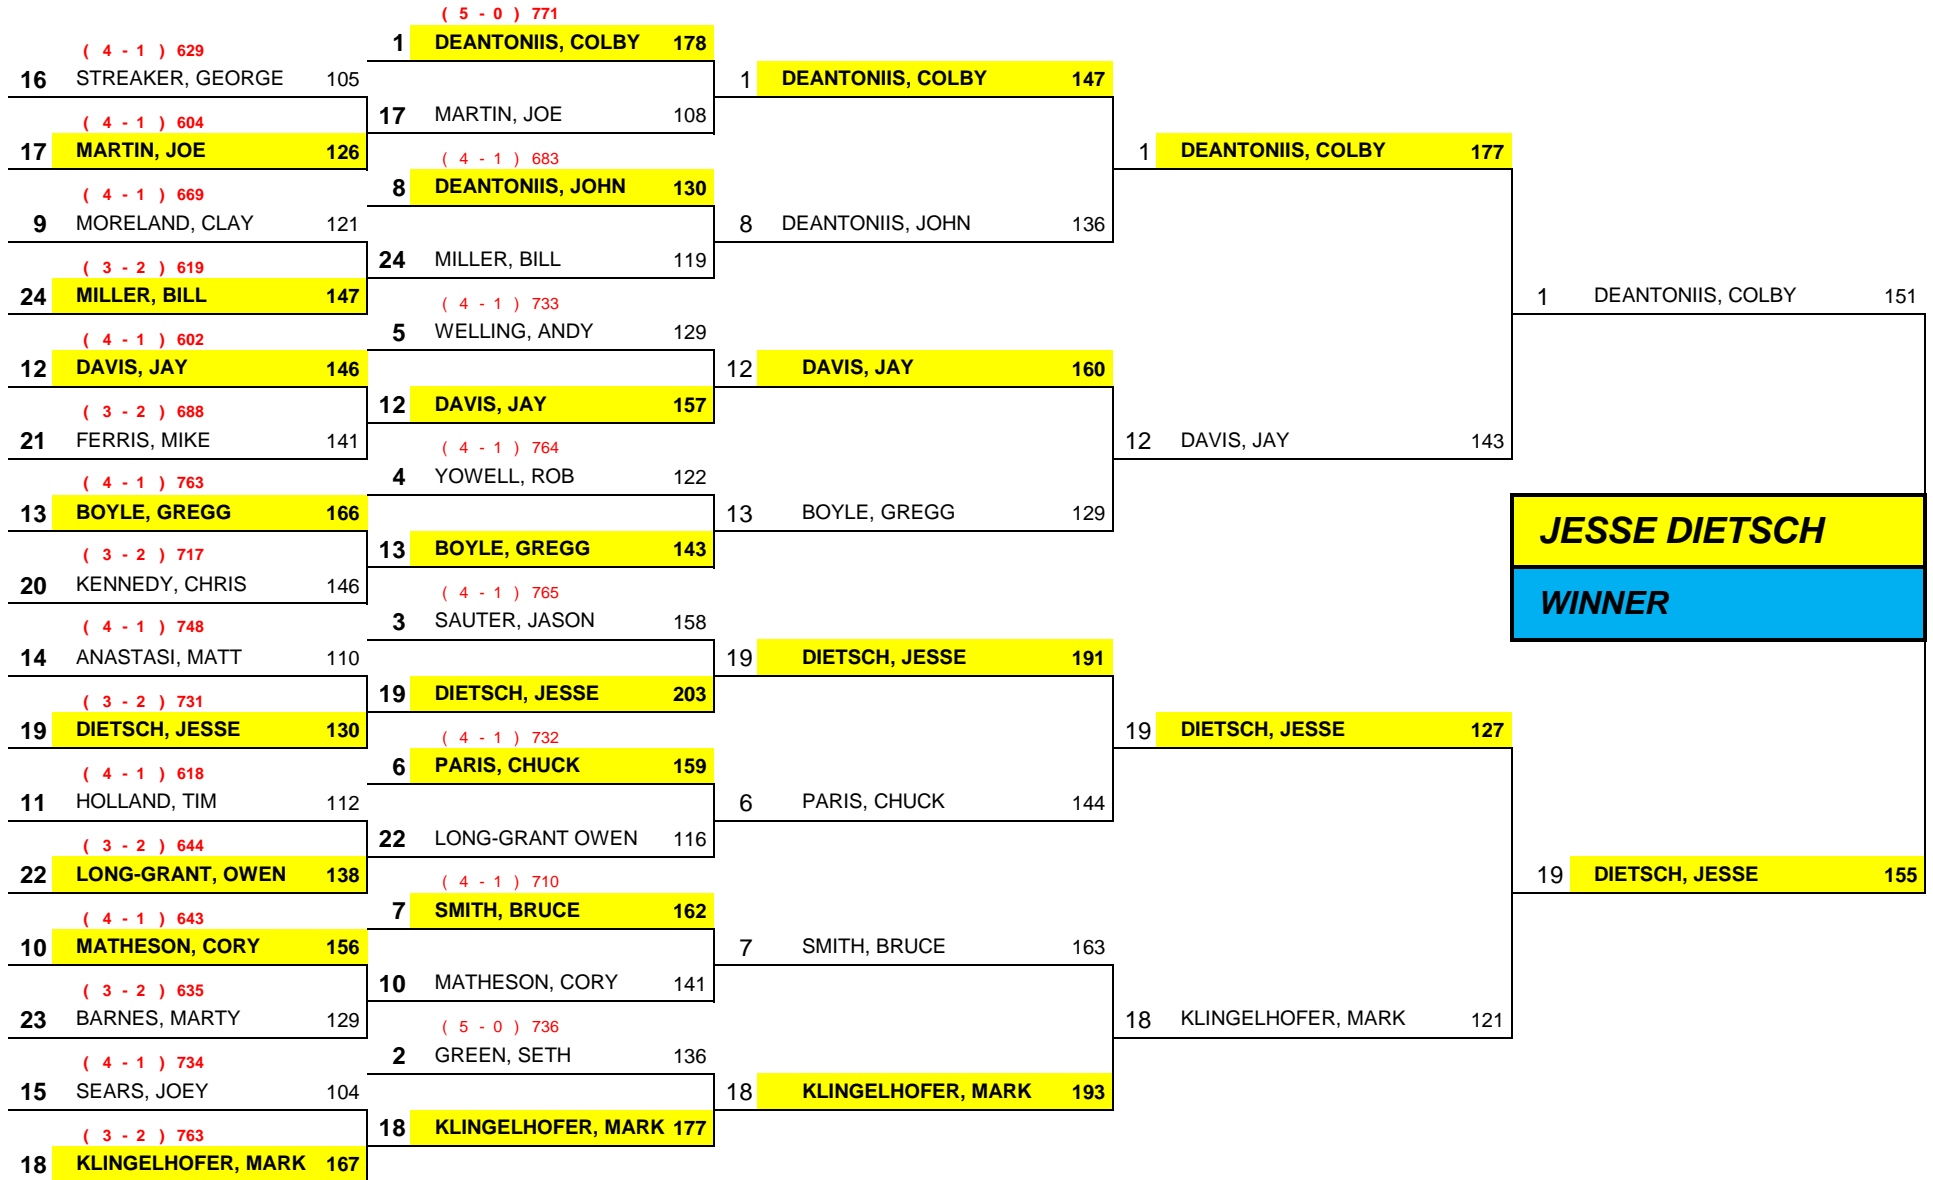 ( 4 - 1 ) 629
16 STREAKER, GEORGE 105
( 4 - 1 ) 604
17 MARTIN, JOE 126
( 4 - 1 ) 669
9 MORELAND, CLAY 121
( 3 - 2 ) 619
24 MILLER, BILL 147
( 4 - 1 ) 602
12 DAVIS, JAY 146
( 3 - 2 ) 688
21 FERRIS, MIKE 141
( 4 - 1 ) 763
13 BOYLE, GREGG 166
( 3 - 2 ) 717
20 KENNEDY, CHRIS 146
( 4 - 1 ) 748
14 ANASTASI, MATT 110
( 3 - 2 ) 731
19 DIETSCH, JESSE 130
( 4 - 1 ) 618
11 HOLLAND, TIM 112
( 3 - 2 ) 644
22 LONG-GRANT, OWEN 138
( 4 - 1 ) 643
10 MATHESON, CORY 156
( 3 - 2 ) 635
23 BARNES, MARTY 129
( 4 - 1 ) 734
15 SEARS, JOEY 104
( 3 - 2 ) 763
18 KLINGELHOFER, MARK 167
( 5 - 0 ) 771
1 DEANTONIIS, COLBY 178
17 MARTIN, JOE 108
( 4 - 1 ) 683
8 DEANTONIIS, JOHN 130
24 MILLER, BILL 119
( 4 - 1 ) 733
5 WELLING, ANDY 129
12 DAVIS, JAY 157
( 4 - 1 ) 764
4 YOWELL, ROB 122
13 BOYLE, GREGG 143
( 4 - 1 ) 765
3 SAUTER, JASON 158
19 DIETSCH, JESSE 203
( 4 - 1 ) 732
6 PARIS, CHUCK 159
22 LONG-GRANT OWEN 116
( 4 - 1 ) 710
7 SMITH, BRUCE 162
10 MATHESON, CORY 141
( 5 - 0 ) 736
2 GREEN, SETH 136
18 KLINGELHOFER, MARK 177
1 DEANTONIIS, COLBY 147
8 DEANTONIIS, JOHN 136
12 DAVIS, JAY 160
13 BOYLE, GREGG 129
19 DIETSCH, JESSE 191
6 PARIS, CHUCK 144
7 SMITH, BRUCE 163
18 KLINGELHOFER, MARK 193
1 DEANTONIIS, COLBY 177
12 DAVIS, JAY 143
19 DIETSCH, JESSE 127
18 KLINGELHOFER, MARK 121
1 DEANTONIIS, COLBY 151
19 DIETSCH, JESSE 155
JESSE DIETSCH
WINNER